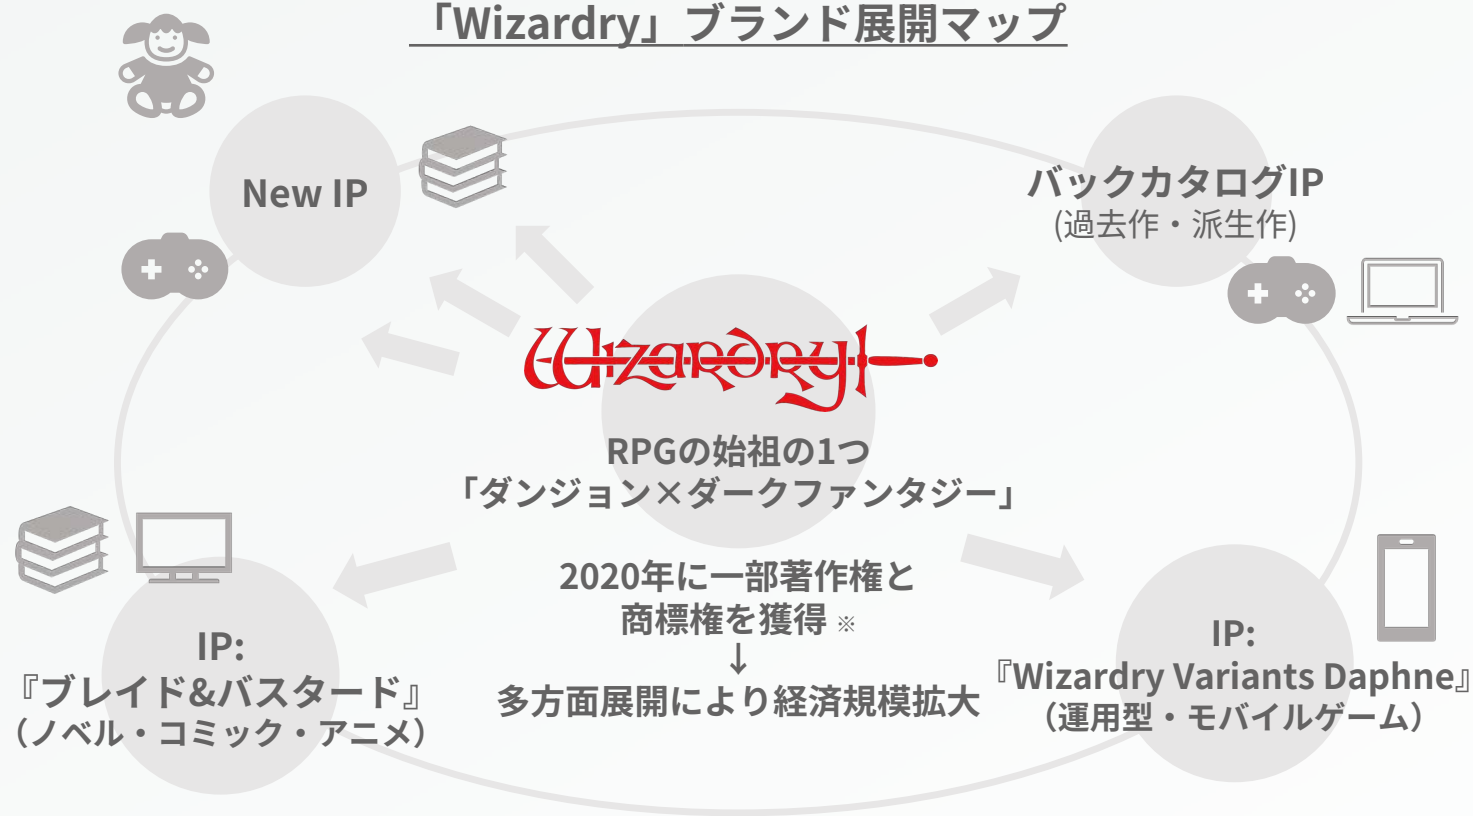 「Wizardry」ブランド展開マップ
New IP
バックカタログIP
(過去作・派生作)
Wizardry
RPGの始祖の1つ
「ダンジョン×ダークファンタジー」
2020年に一部著作権と
商標権を獲得 ※
↓
多方面展開により経済規模拡大
IP:
『ブレイド&バスタード』
（ノベル・コミック・アニメ）
IP:
『Wizardry Variants Daphne』
（運用型・モバイルゲーム）